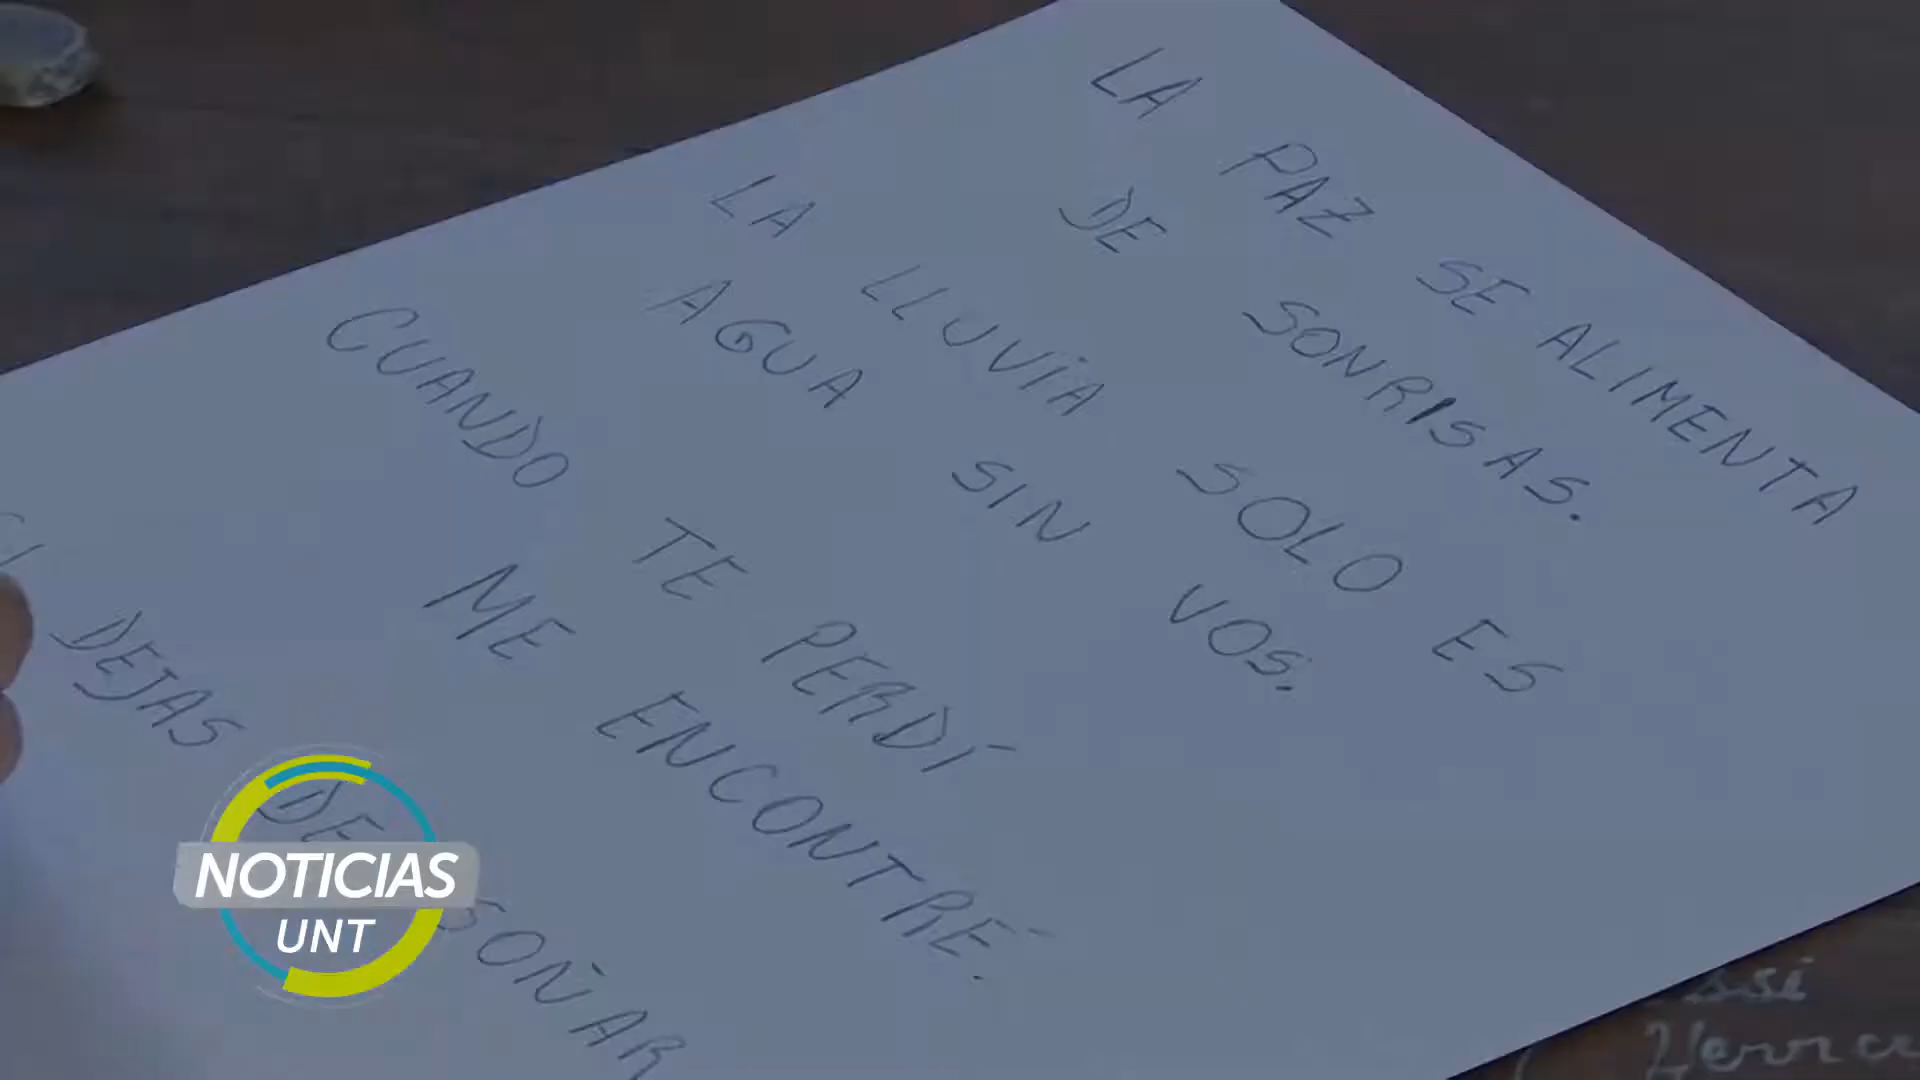 LA PAZ SE ALIMENTA
DE SONRISAS.
LA LLUVIA SOLO ES
AGUA SIN VOS.
CUANDO TE PERDÍ
ME ENCONTRÉ.
DEJAS DE SOÑAR
NOTICIAS
UNT